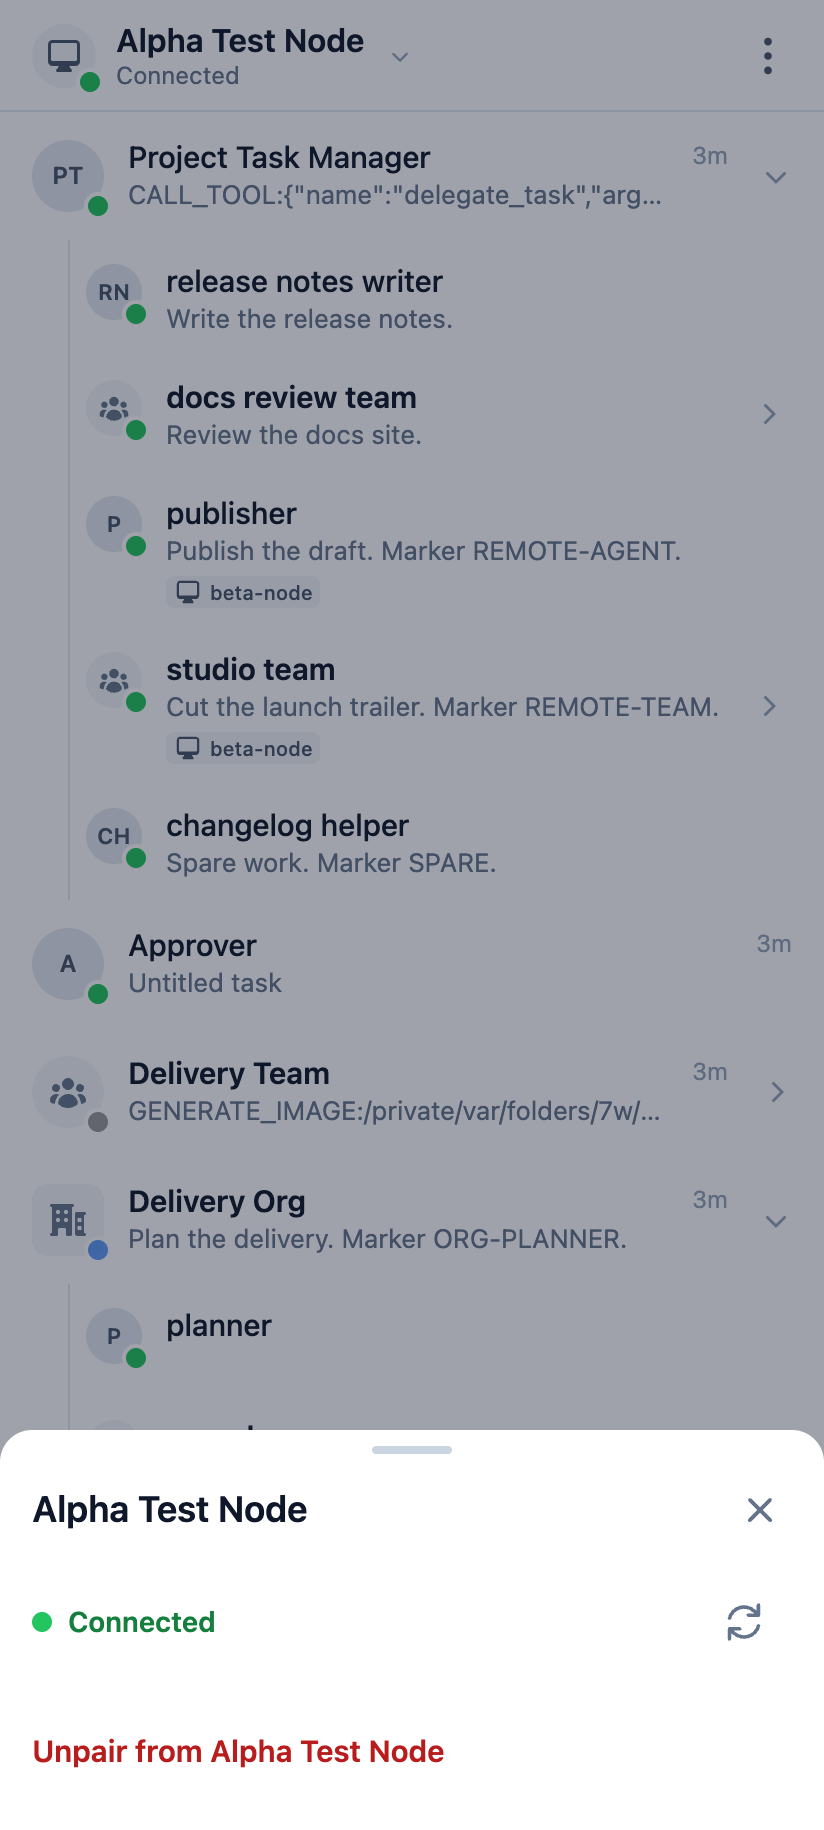 Alpha Test Node
Connected
PT
Project Task Manager
3m
CALL_TOOL:{"name":"delegate_task","arg...
RN
release notes writer
Write the release notes.
docs review team
Review the docs site.
P
publisher
Publish the draft. Marker REMOTE-AGENT.
beta-node
studio team
Cut the launch trailer. Marker REMOTE-TEAM.
beta-node
CH
changelog helper
Spare work. Marker SPARE.
A
Approver
3m
Untitled task
Delivery Team
3m
GENERATE_IMAGE:/private/var/folders/7w/...
Delivery Org
3m
Plan the delivery. Marker ORG-PLANNER.
P
planner
Alpha Test Node
Connected
Unpair from Alpha Test Node